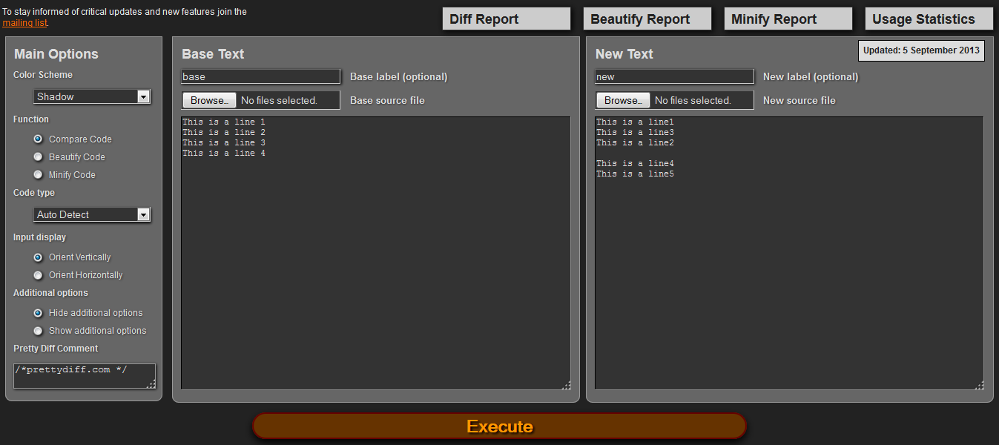 To stay informed of critical updates and new features join the
mailing list.
Diff Report
Beautify Report
Minify Report
Usage Statistics
Main Options
Color Scheme
Shadow
Function
Compare Code
Beautify Code
Minify Code
Code type
Auto Detect
Input display
Orient Vertically
Orient Horizontally
Additional options
Hide additional options
Show additional options
Pretty Diff Comment
/*prettydiff.com */
Base Text
base
Base label (optional)
Browse... No files selected.
Base source file
This is a line 1
This is a line 2
This is a line 3
This is a line 4
New Text
Updated: 5 September 2013
new
New label (optional)
Browse... No files selected.
New source file
This is a line1
This is a line3
This is a line2
This is a line4
This is a line5
Execute